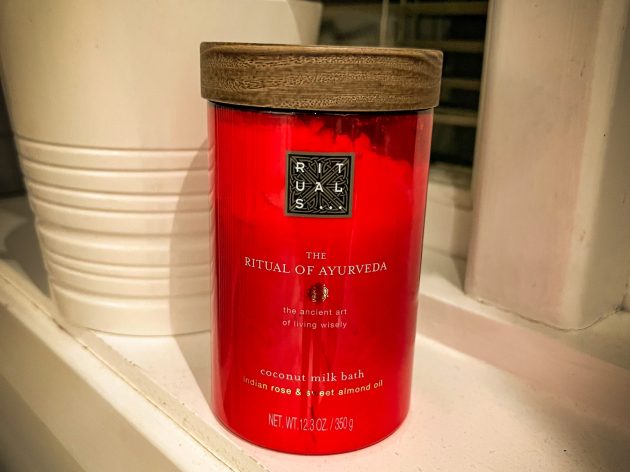 RIT
UAL
S...
THE
RITUAL OF AYURVEDA
the ancient art
of living wisely
coconut milk bath
indian rose & sweet almond oil
NET. WT. 12.3 OZ. / 350 g